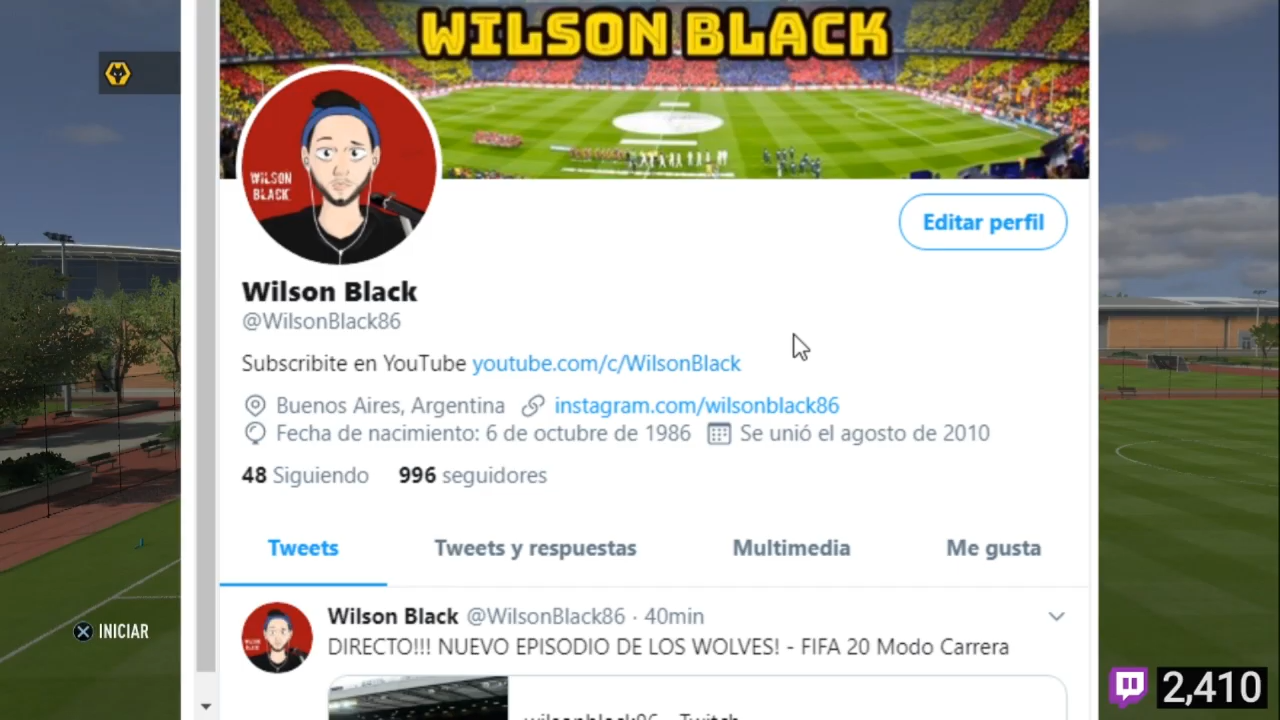 WILSON BLACK
WILSON
BLACK
Editar perfil
Wilson Black
@WilsonBlack86
Subscribite en YouTube youtube.com/c/WilsonBlack
Buenos Aires, Argentina instagram.com/wilsonblack86
Fecha de nacimiento: 6 de octubre de 1986 Se unió el agosto de 2010
48 Siguiendo 996 seguidores
Tweets Tweets y respuestas Multimedia Me gusta
Wilson Black @WilsonBlack86 · 40min
DIRECTO!!! NUEVO EPISODIO DE LOS WOLVES! - FIFA 20 Modo Carrera
wilsonblack86 - Twitch
INICIAR
2,410